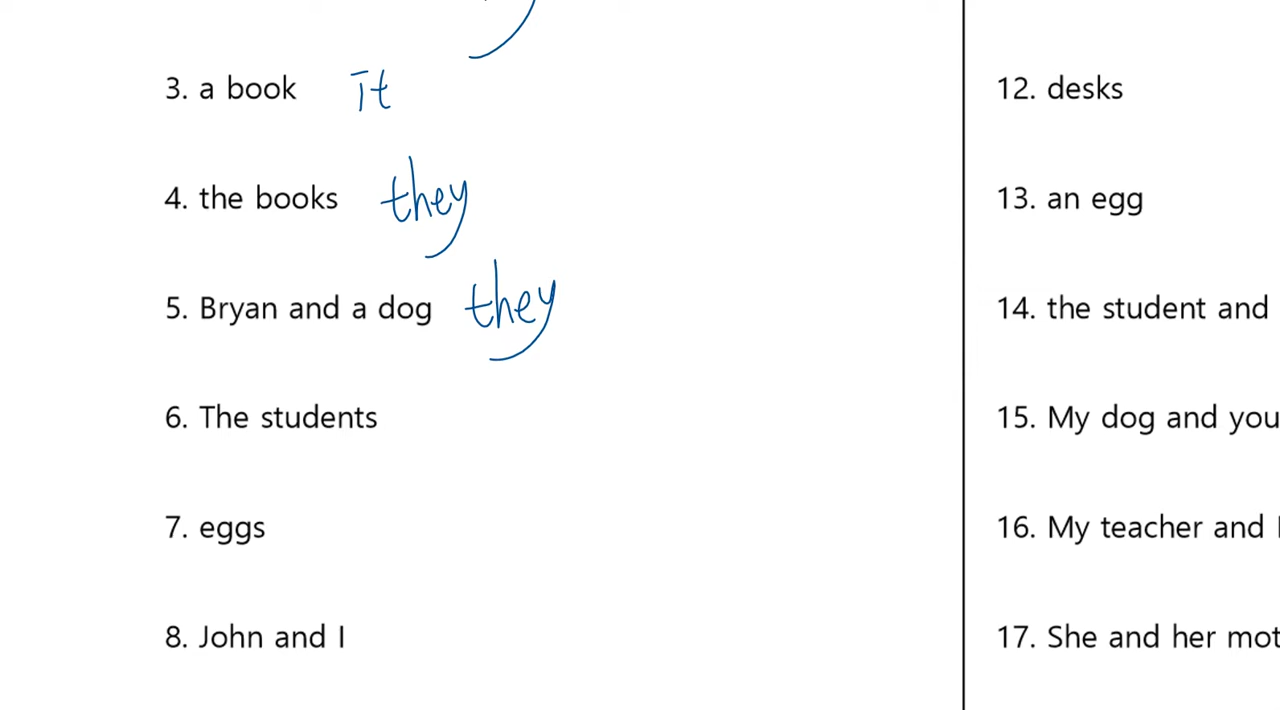 3. a book it
4. the books they
5. Bryan and a dog they
6. The students
7. eggs
8. John and I
12. desks
13. an egg
14. the student and
15. My dog and you
16. My teacher and
17. She and her mot